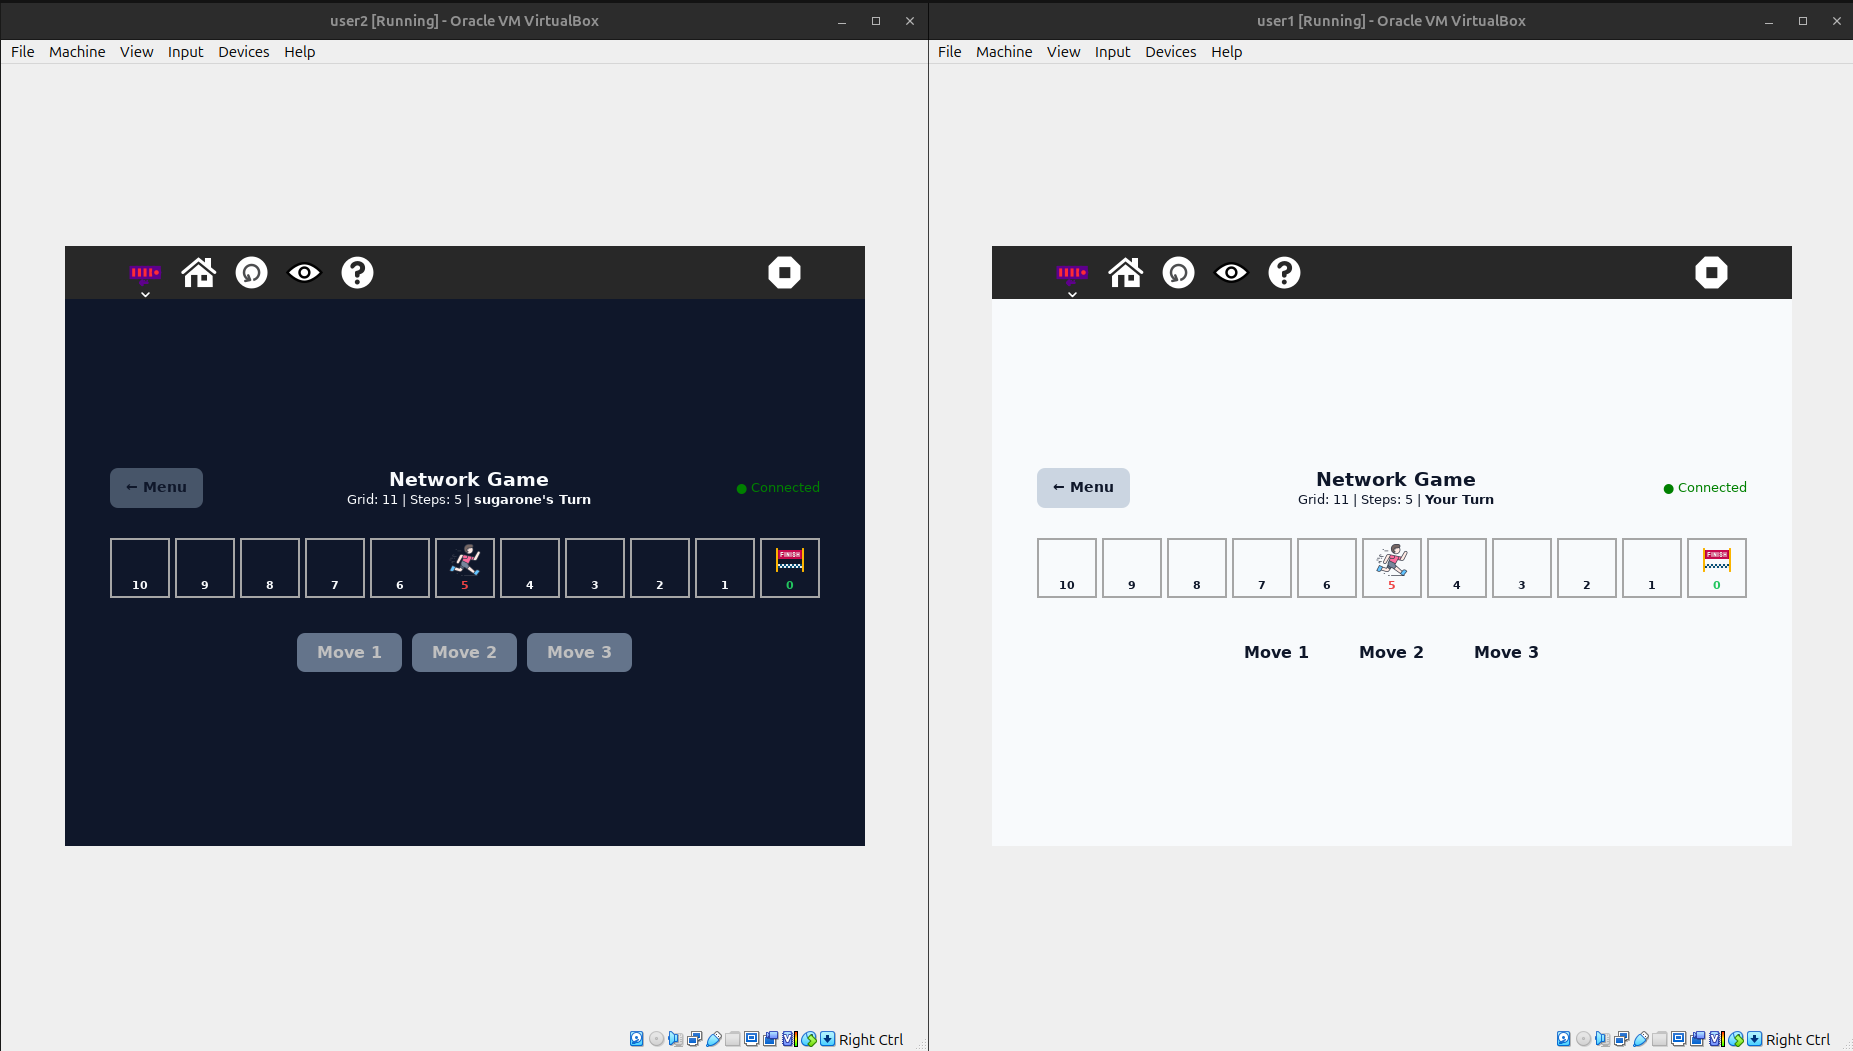 user2 [Running] - Oracle VM VirtualBox
File Machine View Input Devices Help
← Menu
Network Game
Grid: 11 | Steps: 5 | sugarone's Turn
● Connected
10 9 8 7 6 5 4 3 2 1 0
FINISH
Move 1 Move 2 Move 3
Right Ctrl
user1 [Running] - Oracle VM VirtualBox
File Machine View Input Devices Help
← Menu
Network Game
Grid: 11 | Steps: 5 | Your Turn
● Connected
10 9 8 7 6 5 4 3 2 1 0
FINISH
Move 1 Move 2 Move 3
Right Ctrl